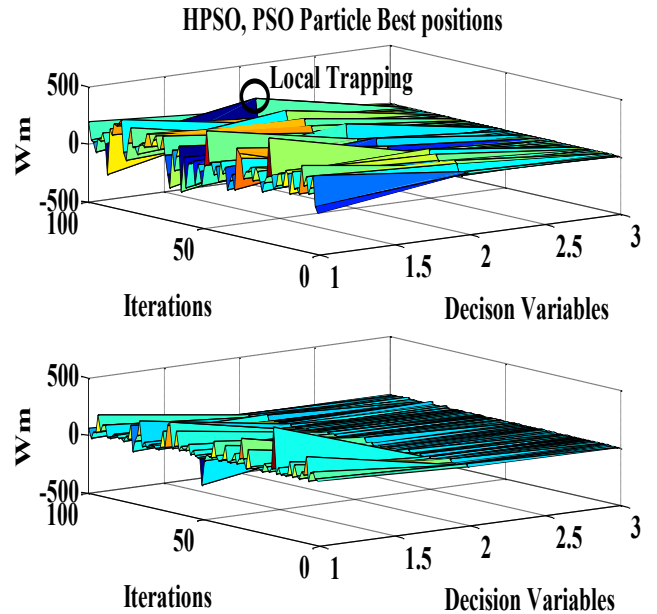 HPSO, PSO Particle Best positions
Local Trapping
500
0
-500
Wm
100
50
0
1
1.5
2
2.5
3
Iterations
Decison Variables
500
0
-500
Wm
100
50
0
1
1.5
2
2.5
3
Iterations
Decison Variables